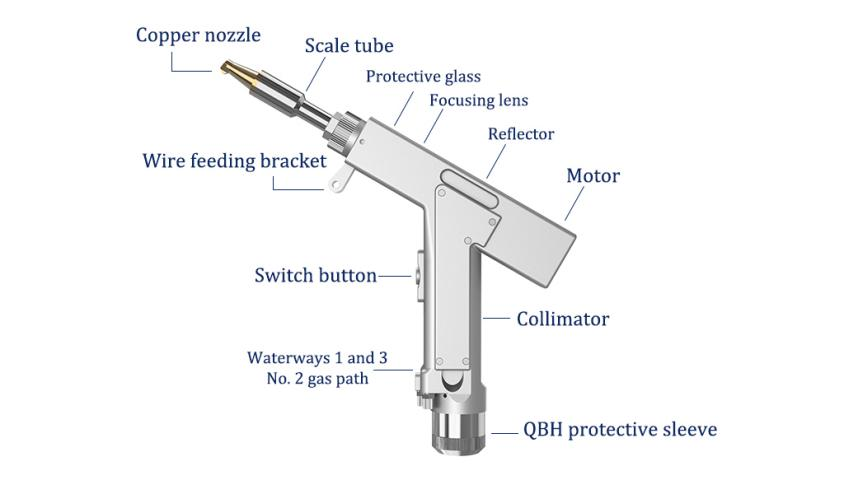 Copper nozzle
Scale tube
Protective glass
Focusing lens
Reflector
Wire feeding bracket
Motor
Switch button
Collimator
Waterways 1 and 3
No. 2 gas path
QBH protective sleeve